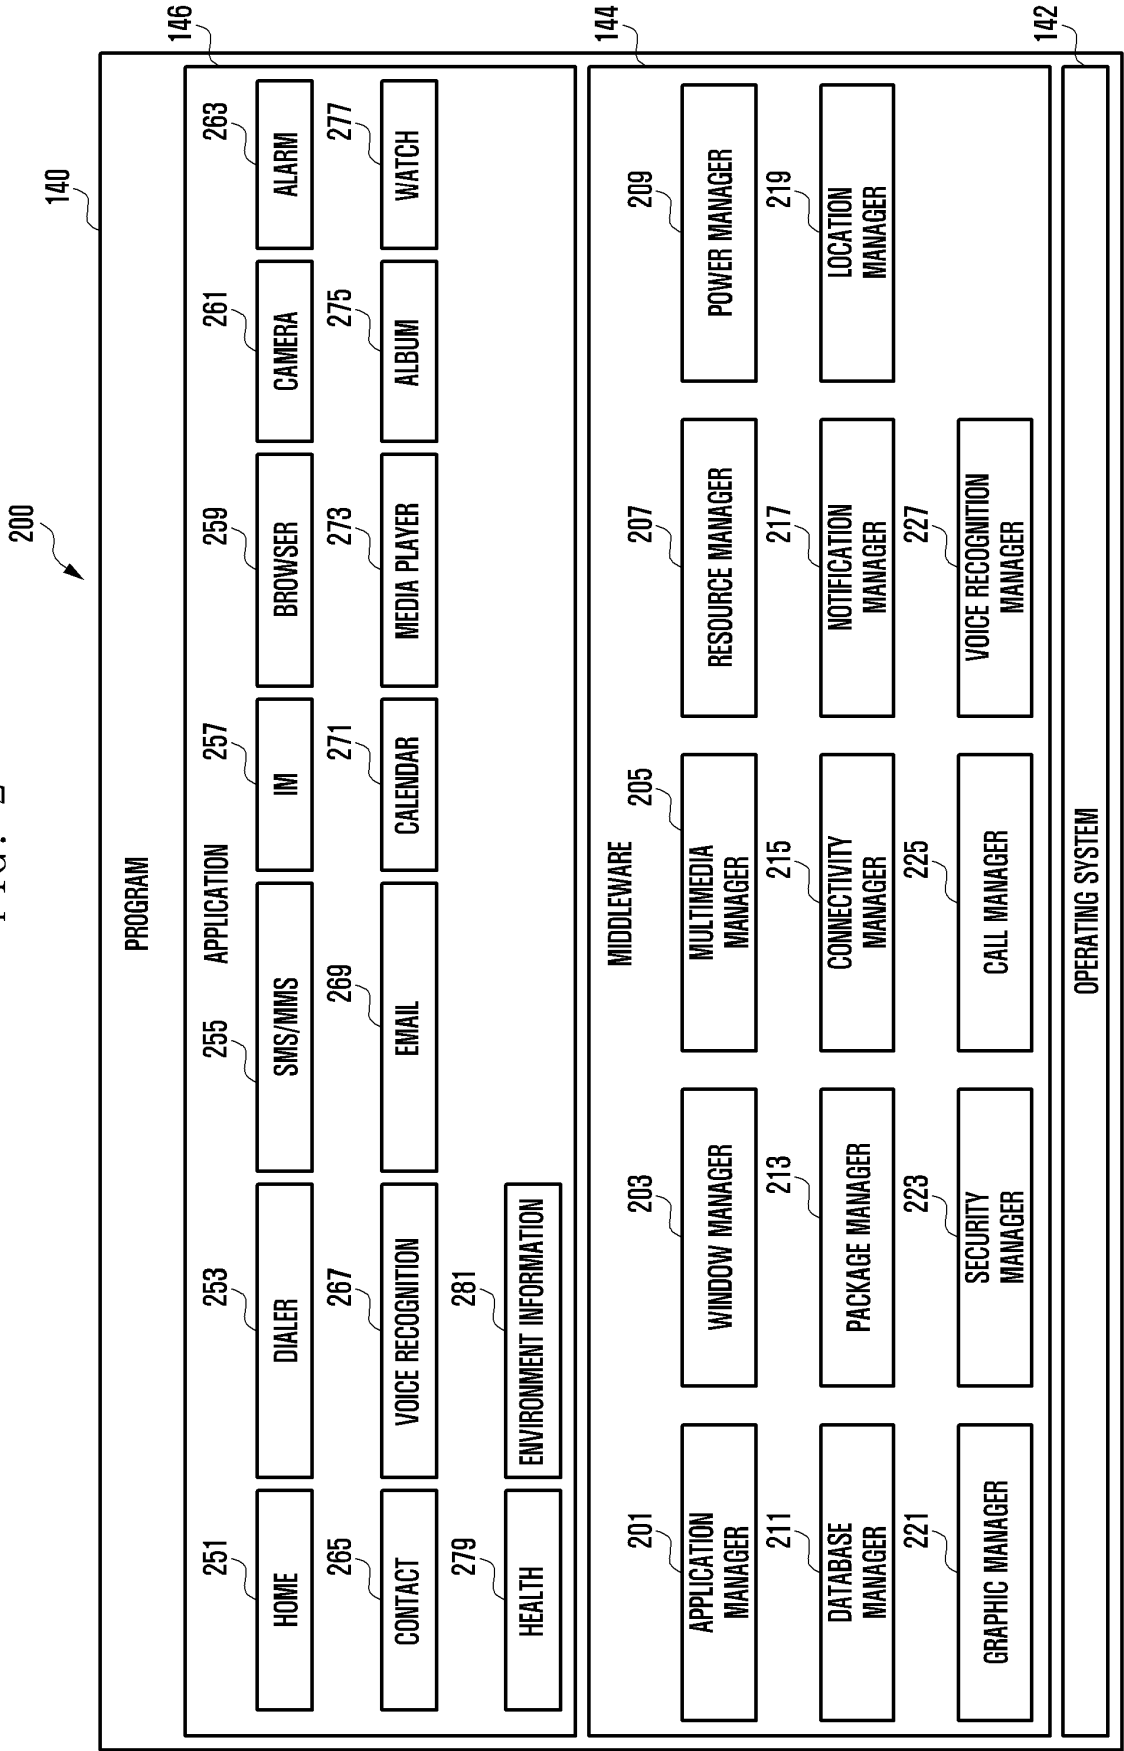 FIG. 2
200
140
PROGRAM
146
APPLICATION
251 253 255 257 259 261 263
HOME DIALER SMS/MMS IM BROWSER CAMERA ALARM
265 267 269 271 273 275 277
CONTACT VOICE RECOGNITION EMAIL CALENDAR MEDIA PLAYER ALBUM WATCH
279 281
HEALTH ENVIRONMENT INFORMATION
144
MIDDLEWARE
201 203 205 207 209
APPLICATION
MANAGER
WINDOW MANAGER
MULTIMEDIA
MANAGER
RESOURCE MANAGER
POWER MANAGER
211 213 215 217 219
DATABASE
MANAGER
PACKAGE MANAGER
CONNECTIVITY
MANAGER
NOTIFICATION
MANAGER
LOCATION
MANAGER
221 223 225 227
GRAPHIC MANAGER
SECURITY
MANAGER
CALL MANAGER
VOICE RECOGNITION
MANAGER
142
OPERATING SYSTEM